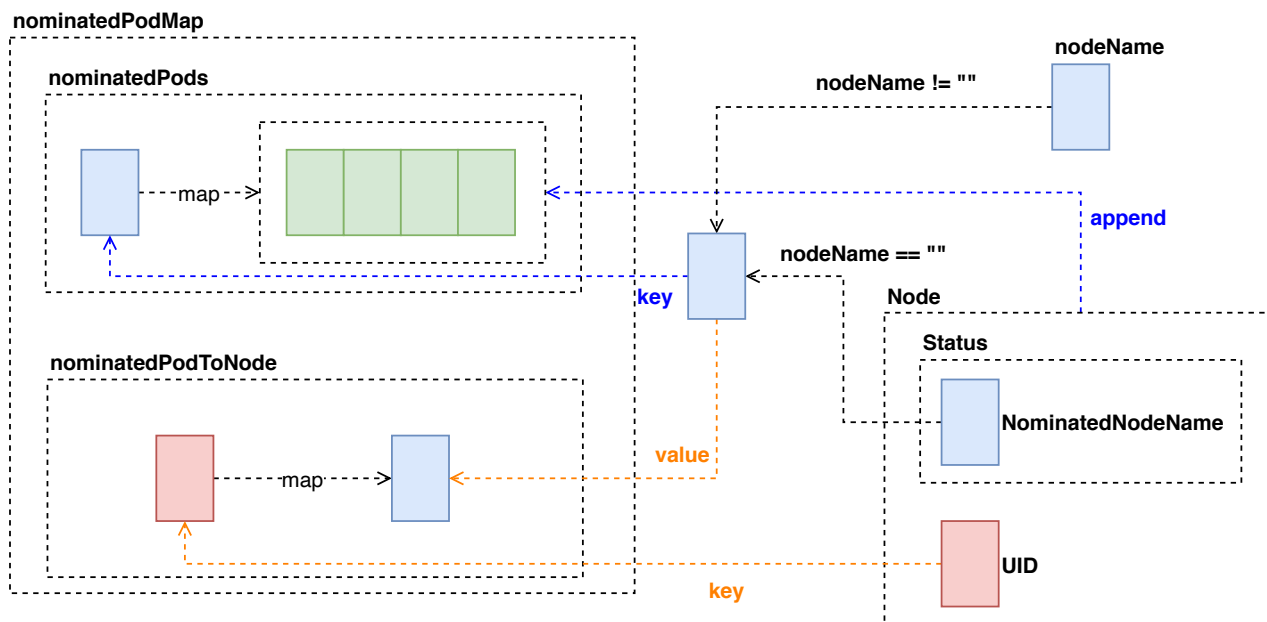 nominatedPodMap
nodeName
nominatedPods
nodeName != ""
map
append
nodeName == ""
key
Node
Status
nominatedPodToNode
NominatedNodeName
value
map
UID
key